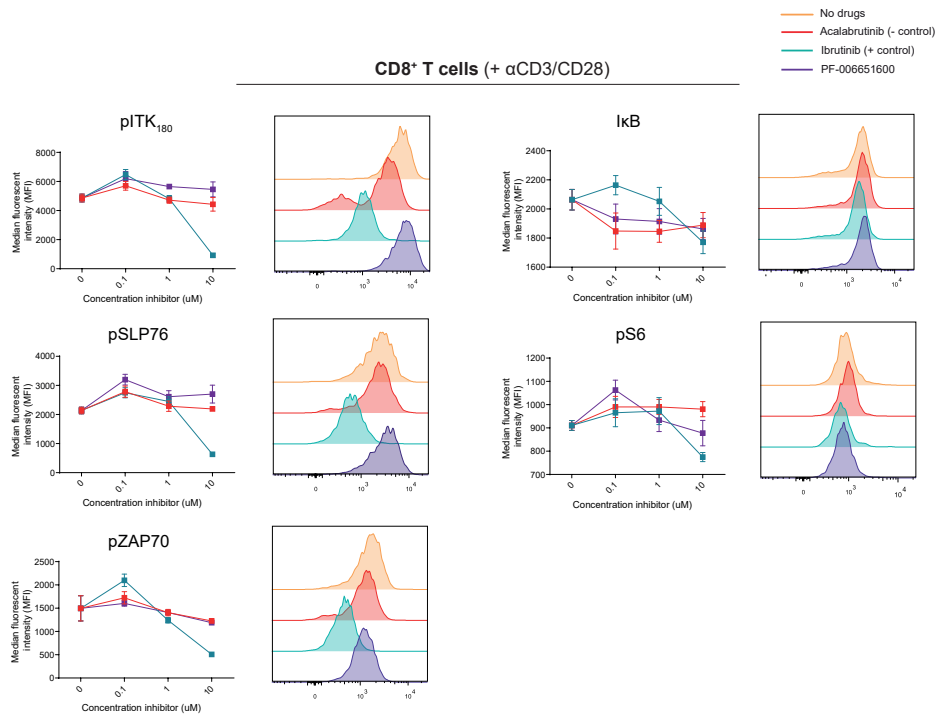 No drugs
Acalabrutinib (- control)
Ibrutinib (+ control)
PF-006651600
CD8⁺ T cells (+ αCD3/CD28)
pITK₁₈₀
Median fluorescent
intensity (MFI)
8000
6000
4000
2000
0
0
0.1
1
10
Concentration inhibitor (uM)
0
10³
10⁴
IκB
Median fluorescent
intensity (MFI)
2400
2200
2000
1800
1600
0
0.1
1
10
Concentration inhibitor (uM)
0
10³
10⁴
pSLP76
Median fluorescent
intensity (MFI)
4000
3000
2000
1000
0
0
0.1
1
10
Concentration inhibitor (uM)
0
10³
10⁴
pS6
Median fluorescent
intensity (MFI)
1100
1000
900
800
700
0
0.1
1
10
Concentration inhibitor (uM)
0
10³
10⁴
pZAP70
Median fluorescent
intensity (MFI)
2500
2000
1500
1000
500
0
0
0.1
1
10
Concentration inhibitor (uM)
0
10³
10⁴